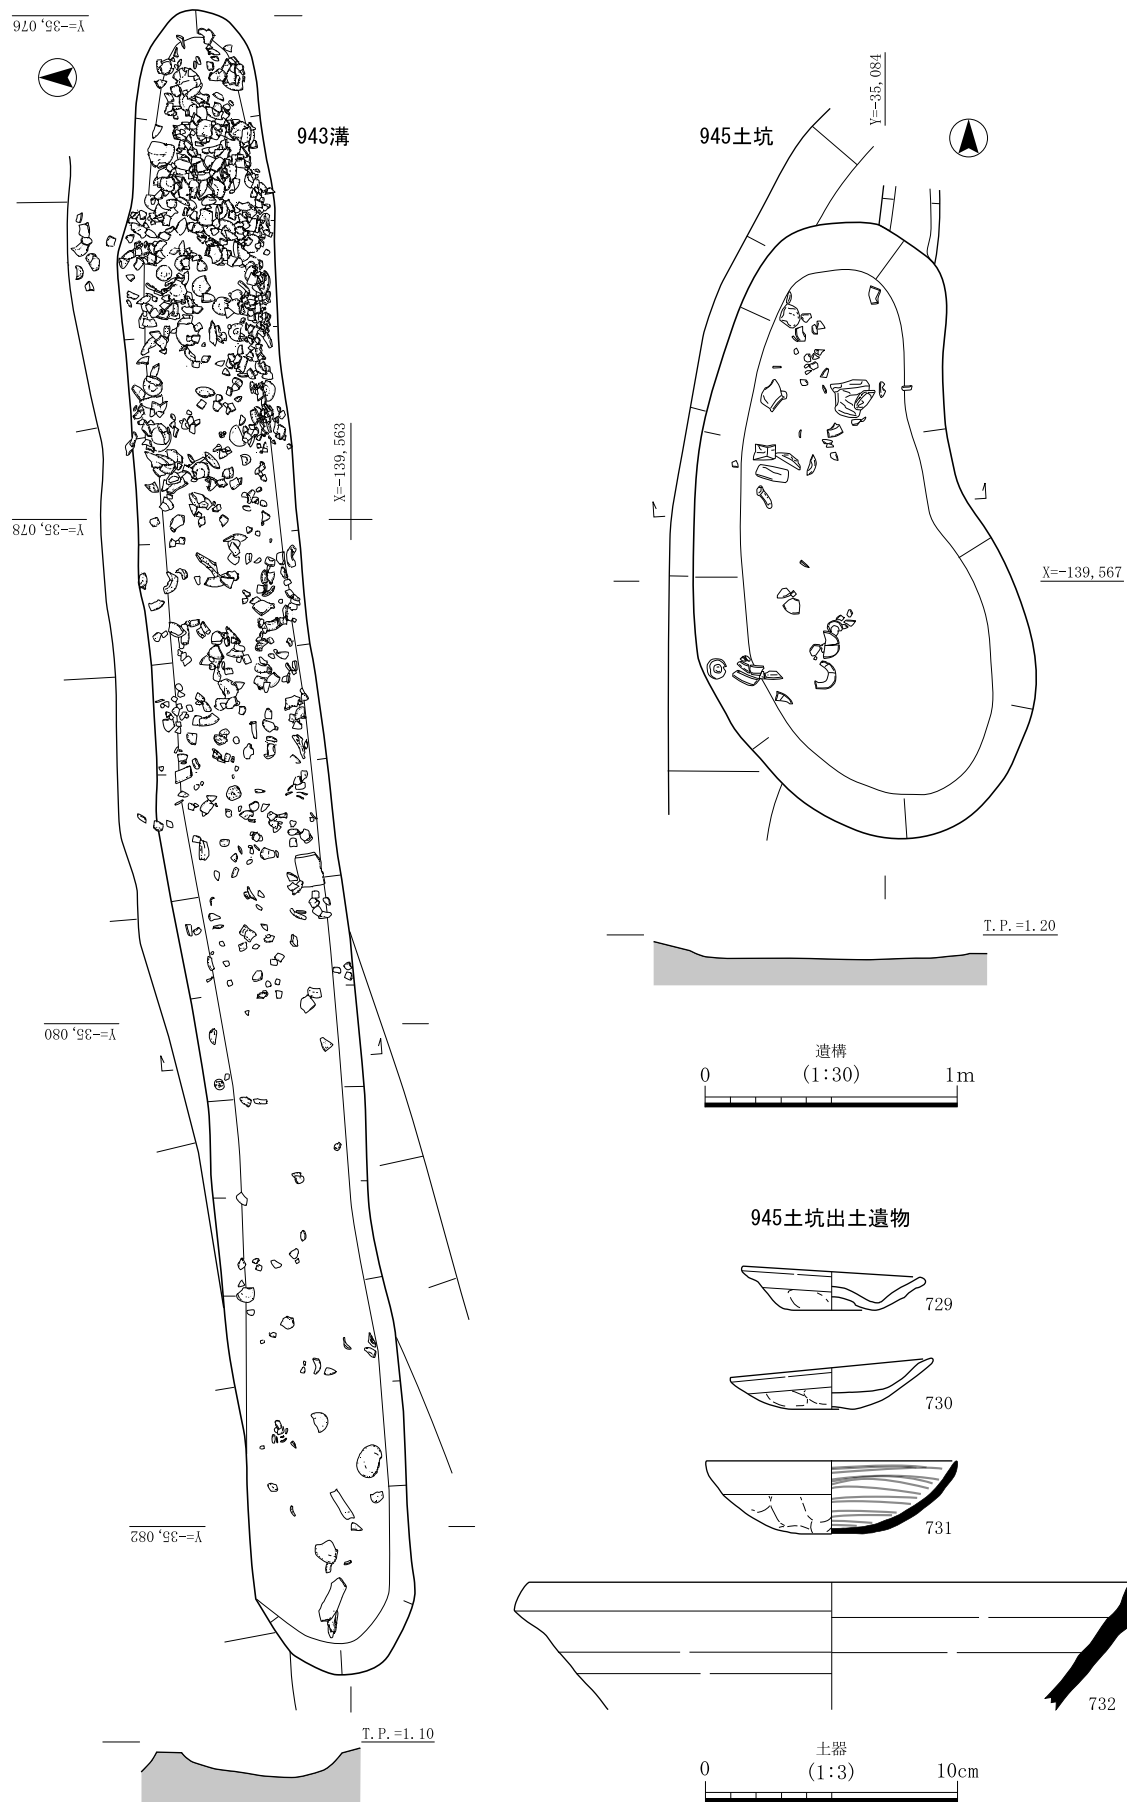 Y=-35,076
943溝
X=-139,563
Y=-35,078
Y=-35,080
Y=-35,082
T.P.=1.10
945土坑
Y=-35,084
X=-139,567
T.P.=1.20
遺構
0 (1:30) 1m
945土坑出土遺物
729
730
731
732
土器
0 (1:3) 10cm